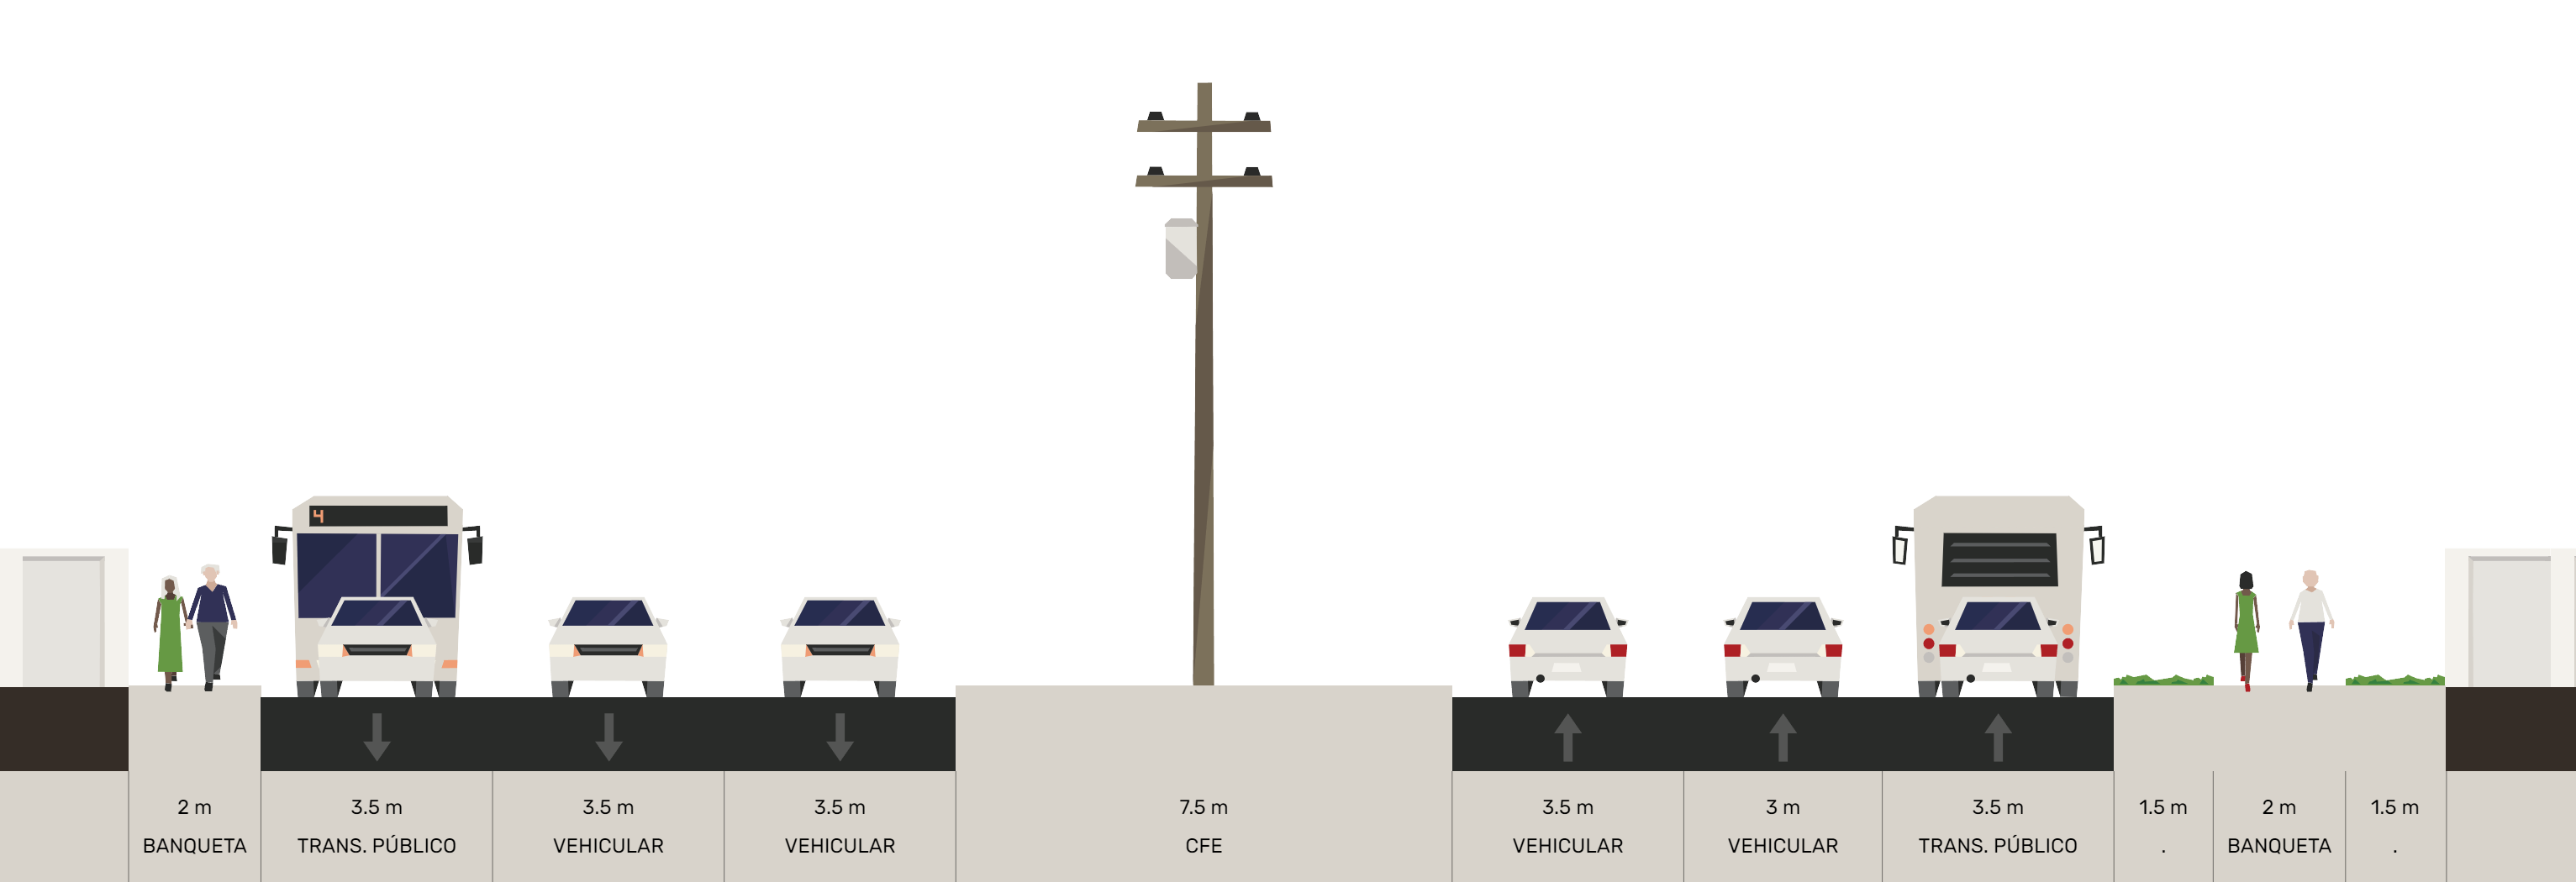 4
2 m
BANQUETA
3.5 m
TRANS. PÚBLICO
3.5 m
VEHICULAR
3.5 m
VEHICULAR
7.5 m
CFE
3.5 m
VEHICULAR
3 m
VEHICULAR
3.5 m
TRANS. PÚBLICO
1.5 m
.
2 m
BANQUETA
1.5 m
.